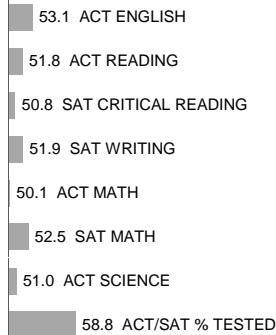 53.1 ACT ENGLISH
51.8 ACT READING
50.8 SAT CRITICAL READING
51.9 SAT WRITING
50.1 ACT MATH
52.5 SAT MATH
51.0 ACT SCIENCE
58.8 ACT/SAT % TESTED